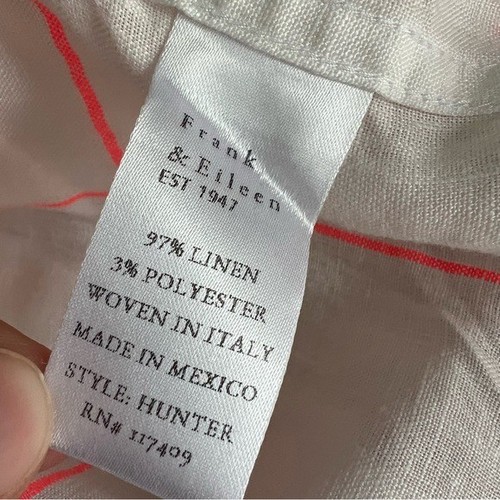 Frank
& Eileen
EST 1947
97% LINEN
3% POLYESTER
WOVEN IN ITALY
MADE IN MEXICO
STYLE: HUNTER
RN# 117409